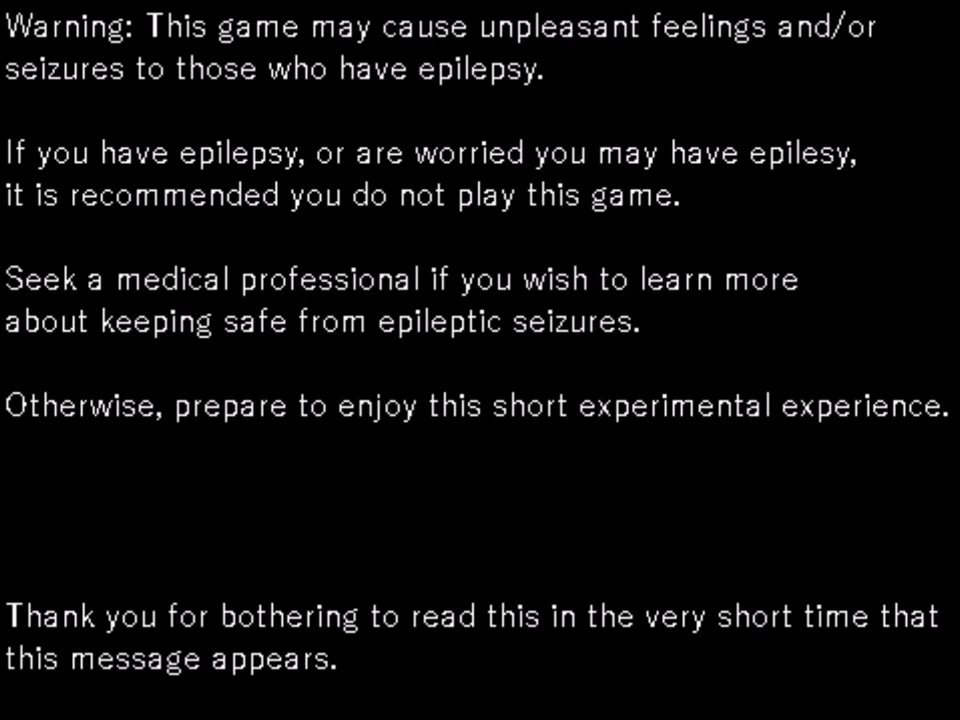 Warning: This game may cause unpleasant feelings and/or
seizures to those who have epilepsy.
If you have epilepsy, or are worried you may have epilesy,
it is recommended you do not play this game.
Seek a medical professional if you wish to learn more
about keeping safe from epileptic seizures.
Otherwise, prepare to enjoy this short experimental experience.
Thank you for bothering to read this in the very short time that
this message appears.